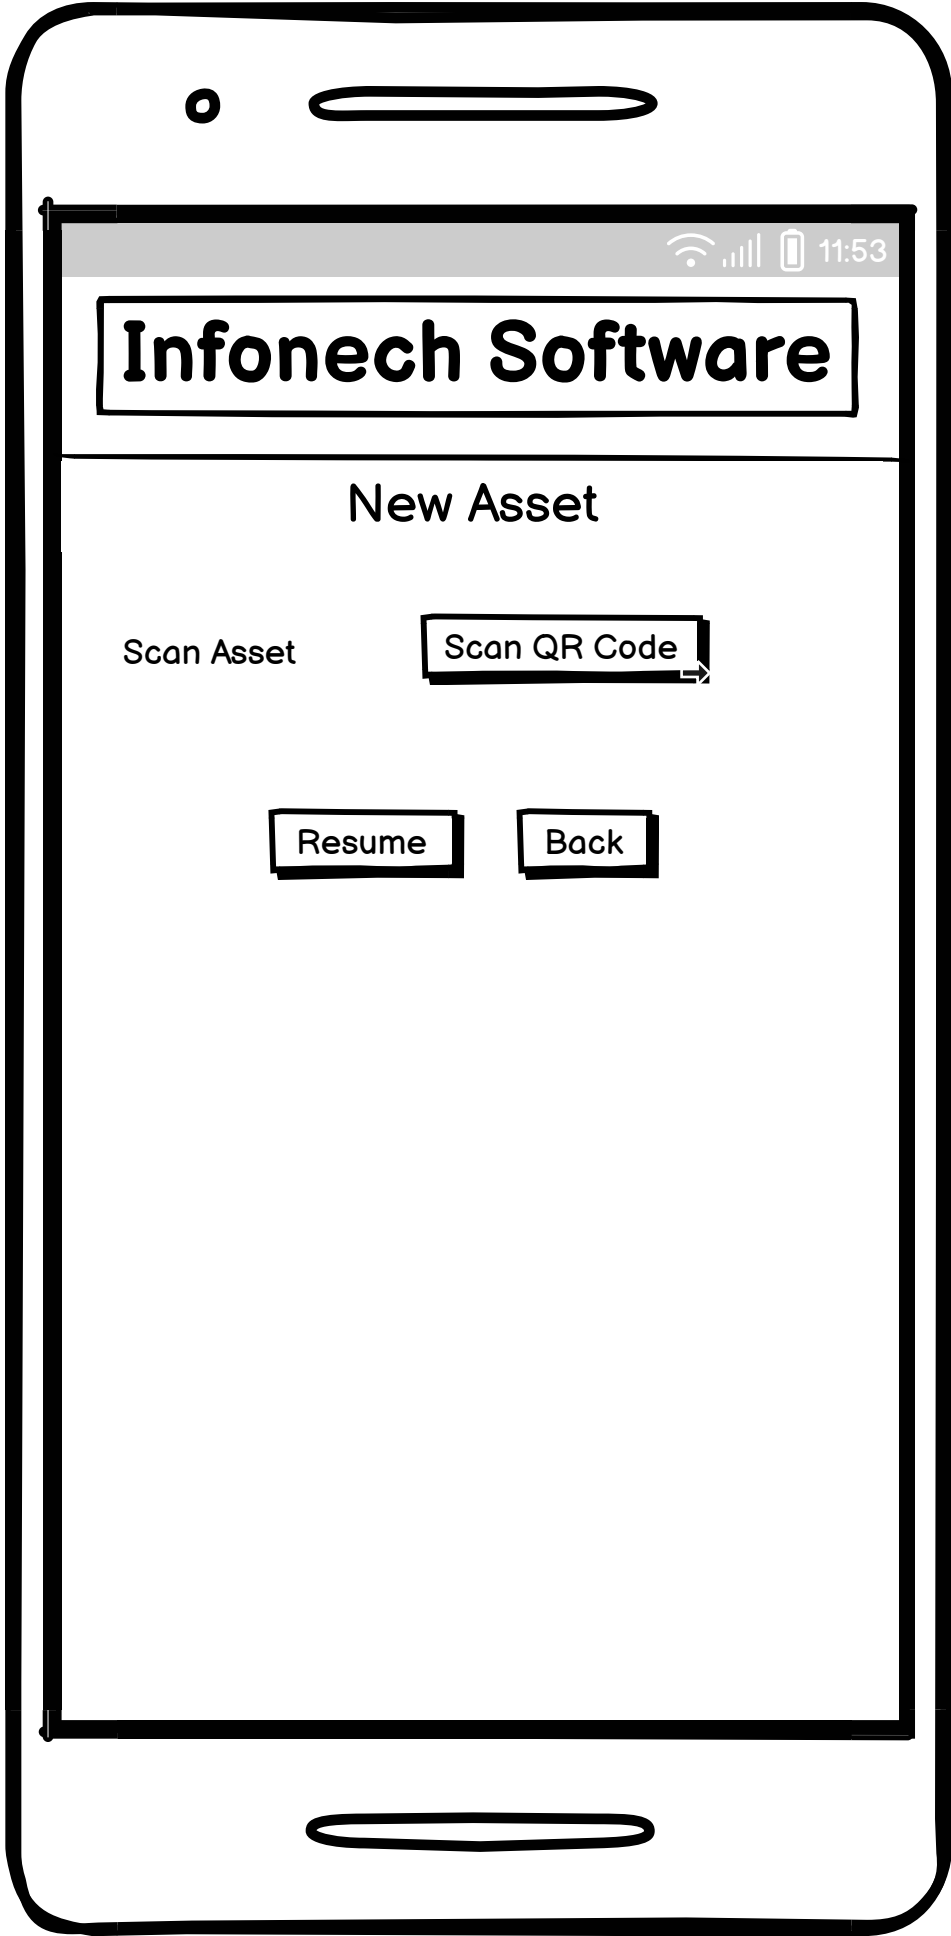 11:53
Infonech Software
New Asset
Scan Asset
Scan QR Code
Resume
Back